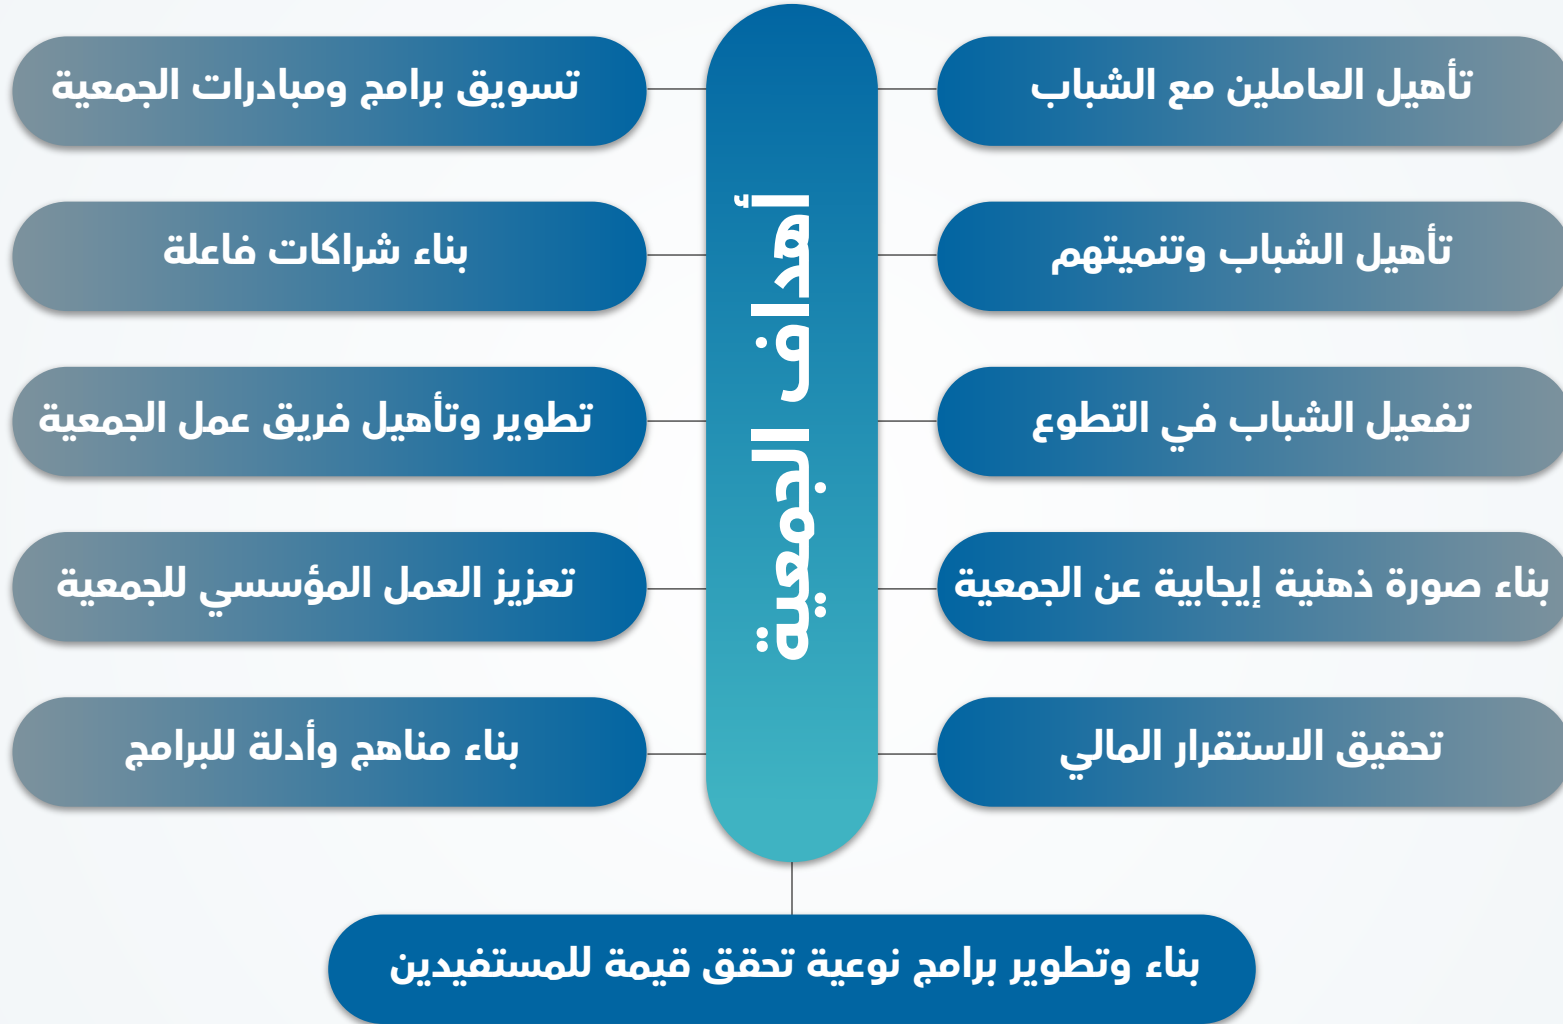 أهداف الجمعية
تأهيل العاملين مع الشباب
تأهيل الشباب وتنميتهم
تفعيل الشباب في التطوع
بناء صورة ذهنية إيجابية عن الجمعية
تحقيق الاستقرار المالي
تسويق برامج ومبادرات الجمعية
بناء شراكات فاعلة
تطوير وتأهيل فريق عمل الجمعية
تعزيز العمل المؤسسي للجمعية
بناء مناهج وأدلة للبرامج
بناء وتطوير برامج نوعية تحقق قيمة للمستفيدين